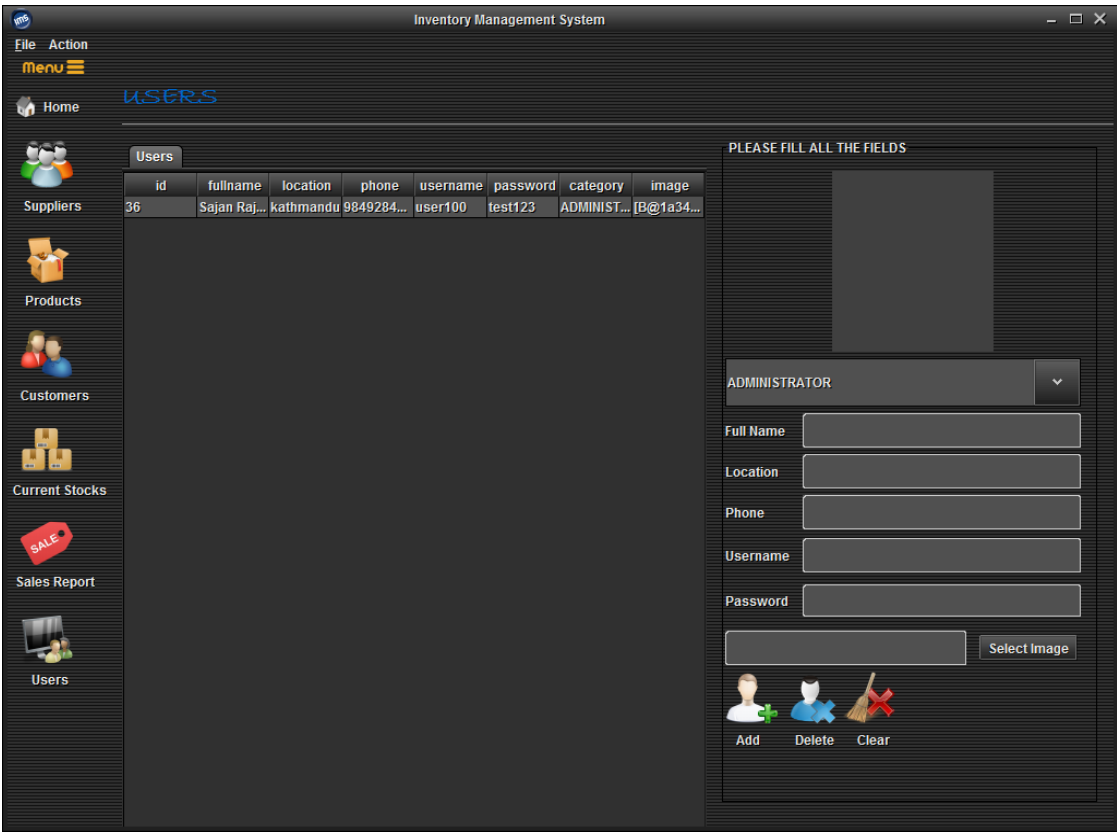 ims
Inventory Management System
File Action
Menu
Home
USERS
Suppliers
Products
Customers
Current Stocks
SALE
Sales Report
Users
Users
id fullname location phone username password category image
36 Sajan Raj... kathmandu 9849284... user100 test123 ADMINIST... [B@1a34...
PLEASE FILL ALL THE FIELDS
ADMINISTRATOR
Full Name
Location
Phone
Username
Password
Select Image
Add Delete Clear